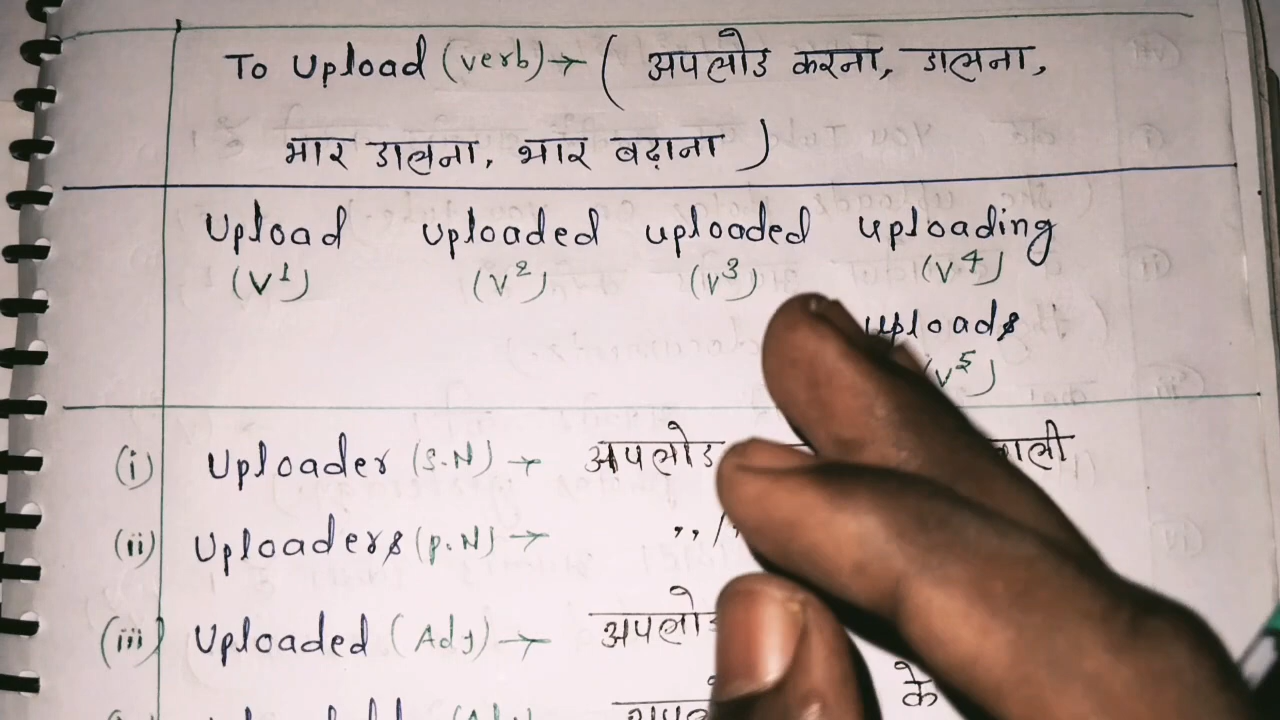 To Upload (verb) → ( अपलोड करना, डालना,
भार डालना, भार बढ़ाना )
Upload uploaded uploaded uploading
(V1) (V2) (V3) (V4)
uploads
(V5)
(i) Uploader (S.N) → अपलोड वाली
(ii) Uploaders (P.N) → ,, /
(iii) Uploaded (Adj) → अपलोड
के